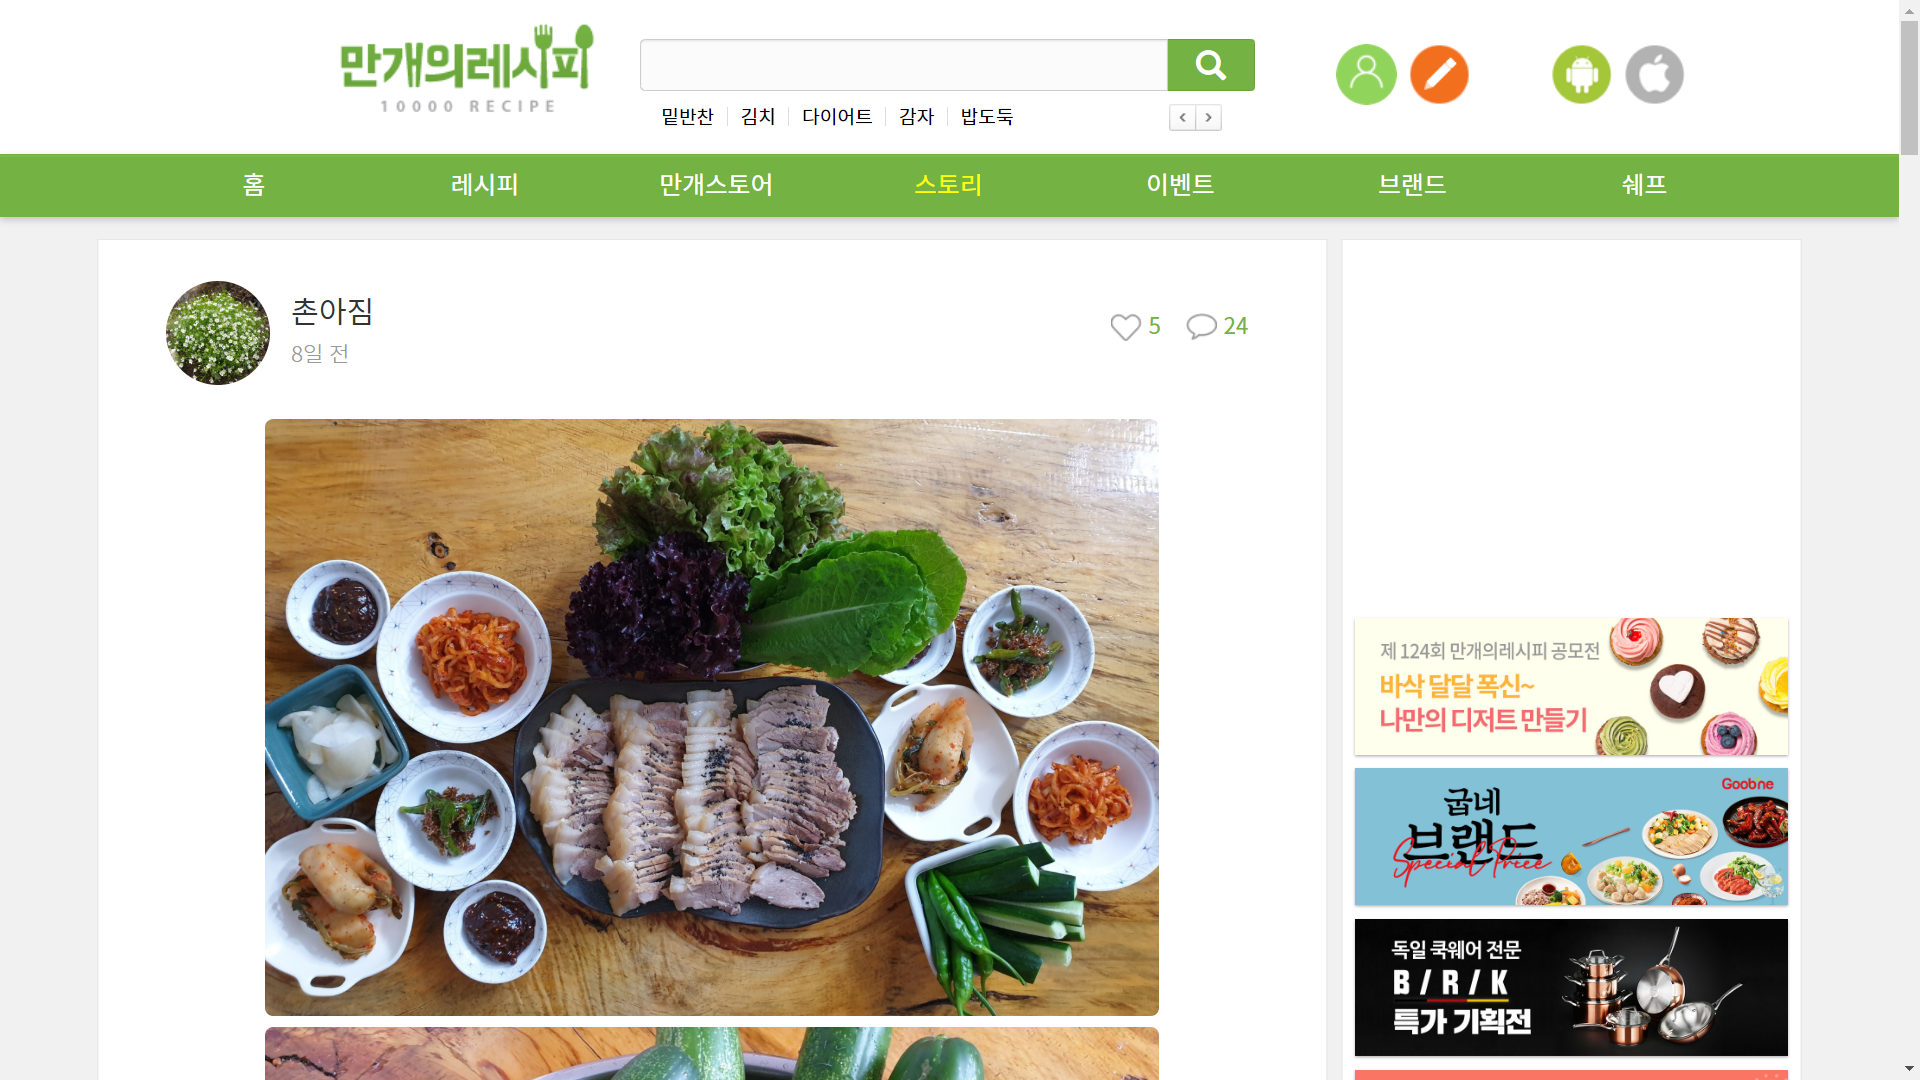 만개의레시피
10000 RECIPE
밑반찬 김치 다이어트 감자 밥도둑
홈 레시피 만개스토어 스토리 이벤트 브랜드 쉐프
촌아짐
8일 전
5 24
제 124회 만개의레시피 공모전
바삭 달달 폭신~
나만의 디저트 만들기
Goobne
굽네
브랜드
Special Price
독일 쿡웨어 전문
B / R / K
특가 기획전